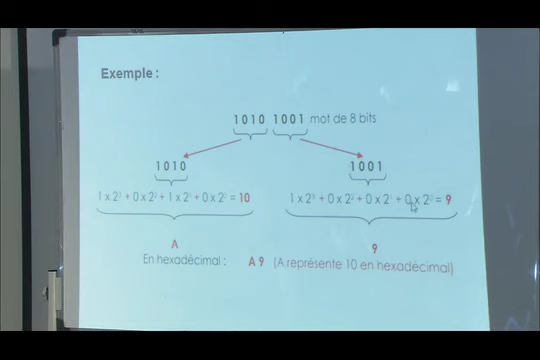 Exemple :
1010 1001 mot de 8 bits
1010
1001
1 x 2³ + 0 x 2² + 1 x 2¹ + 0 x 2⁰ = 10
1 x 2³ + 0 x 2² + 0 x 2¹ + 0 x 2⁰ = 9
A
9
En hexadécimal : A 9 (A représente 10 en hexadécimal)